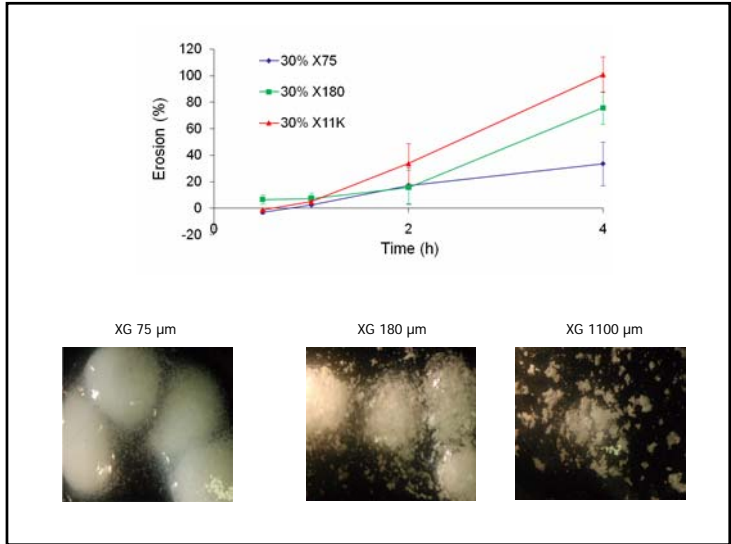 120
100
80
60
40
20
0
-20
Erosion (%)
30% X75
30% X180
30% X11K
0
2
4
Time (h)
XG 75 µm
XG 180 µm
XG 1100 µm